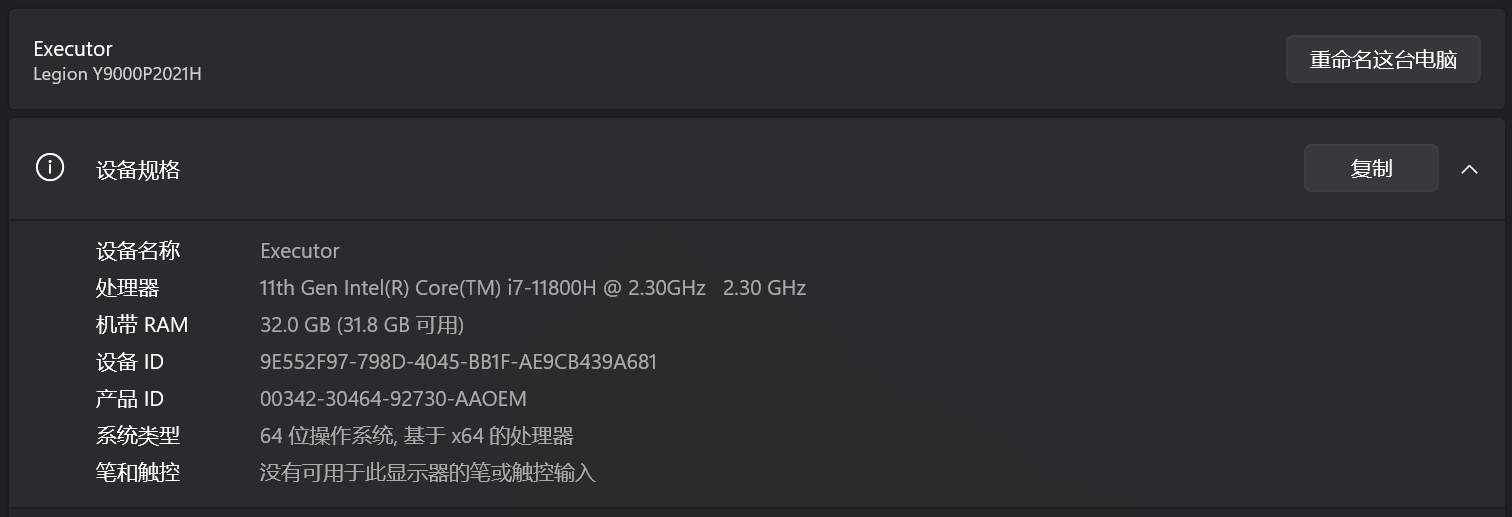 Executor
Legion Y9000P2021H
重命名这台电脑
设备规格
复制
设备名称 Executor
处理器 11th Gen Intel(R) Core(TM) i7-11800H @ 2.30GHz 2.30 GHz
机带 RAM 32.0 GB (31.8 GB 可用)
设备 ID 9E552F97-798D-4045-BB1F-AE9CB439A681
产品 ID 00342-30464-92730-AAOEM
系统类型 64 位操作系统, 基于 x64 的处理器
笔和触控 没有可用于此显示器的笔或触控输入